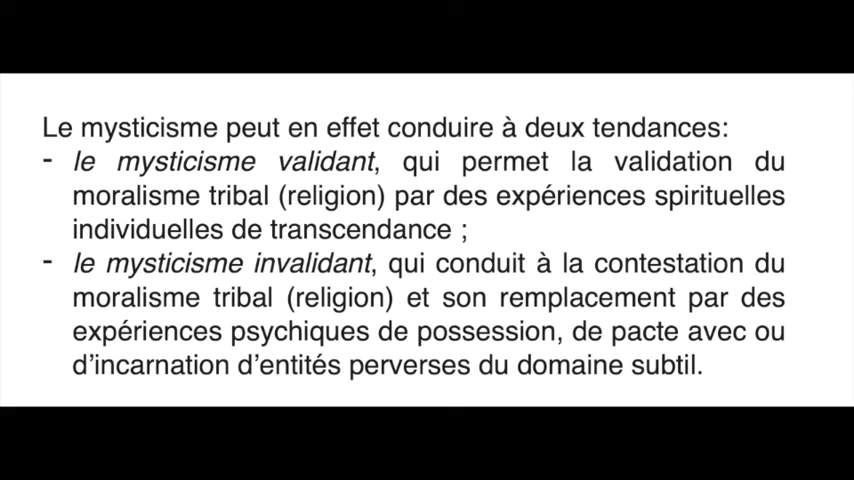 Le mysticisme peut en effet conduire à deux tendances:
- le mysticisme validant, qui permet la validation du
moralisme tribal (religion) par des expériences spirituelles
individuelles de transcendance ;
- le mysticisme invalidant, qui conduit à la contestation du
moralisme tribal (religion) et son remplacement par des
expériences psychiques de possession, de pacte avec ou
d’incarnation d’entités perverses du domaine subtil.